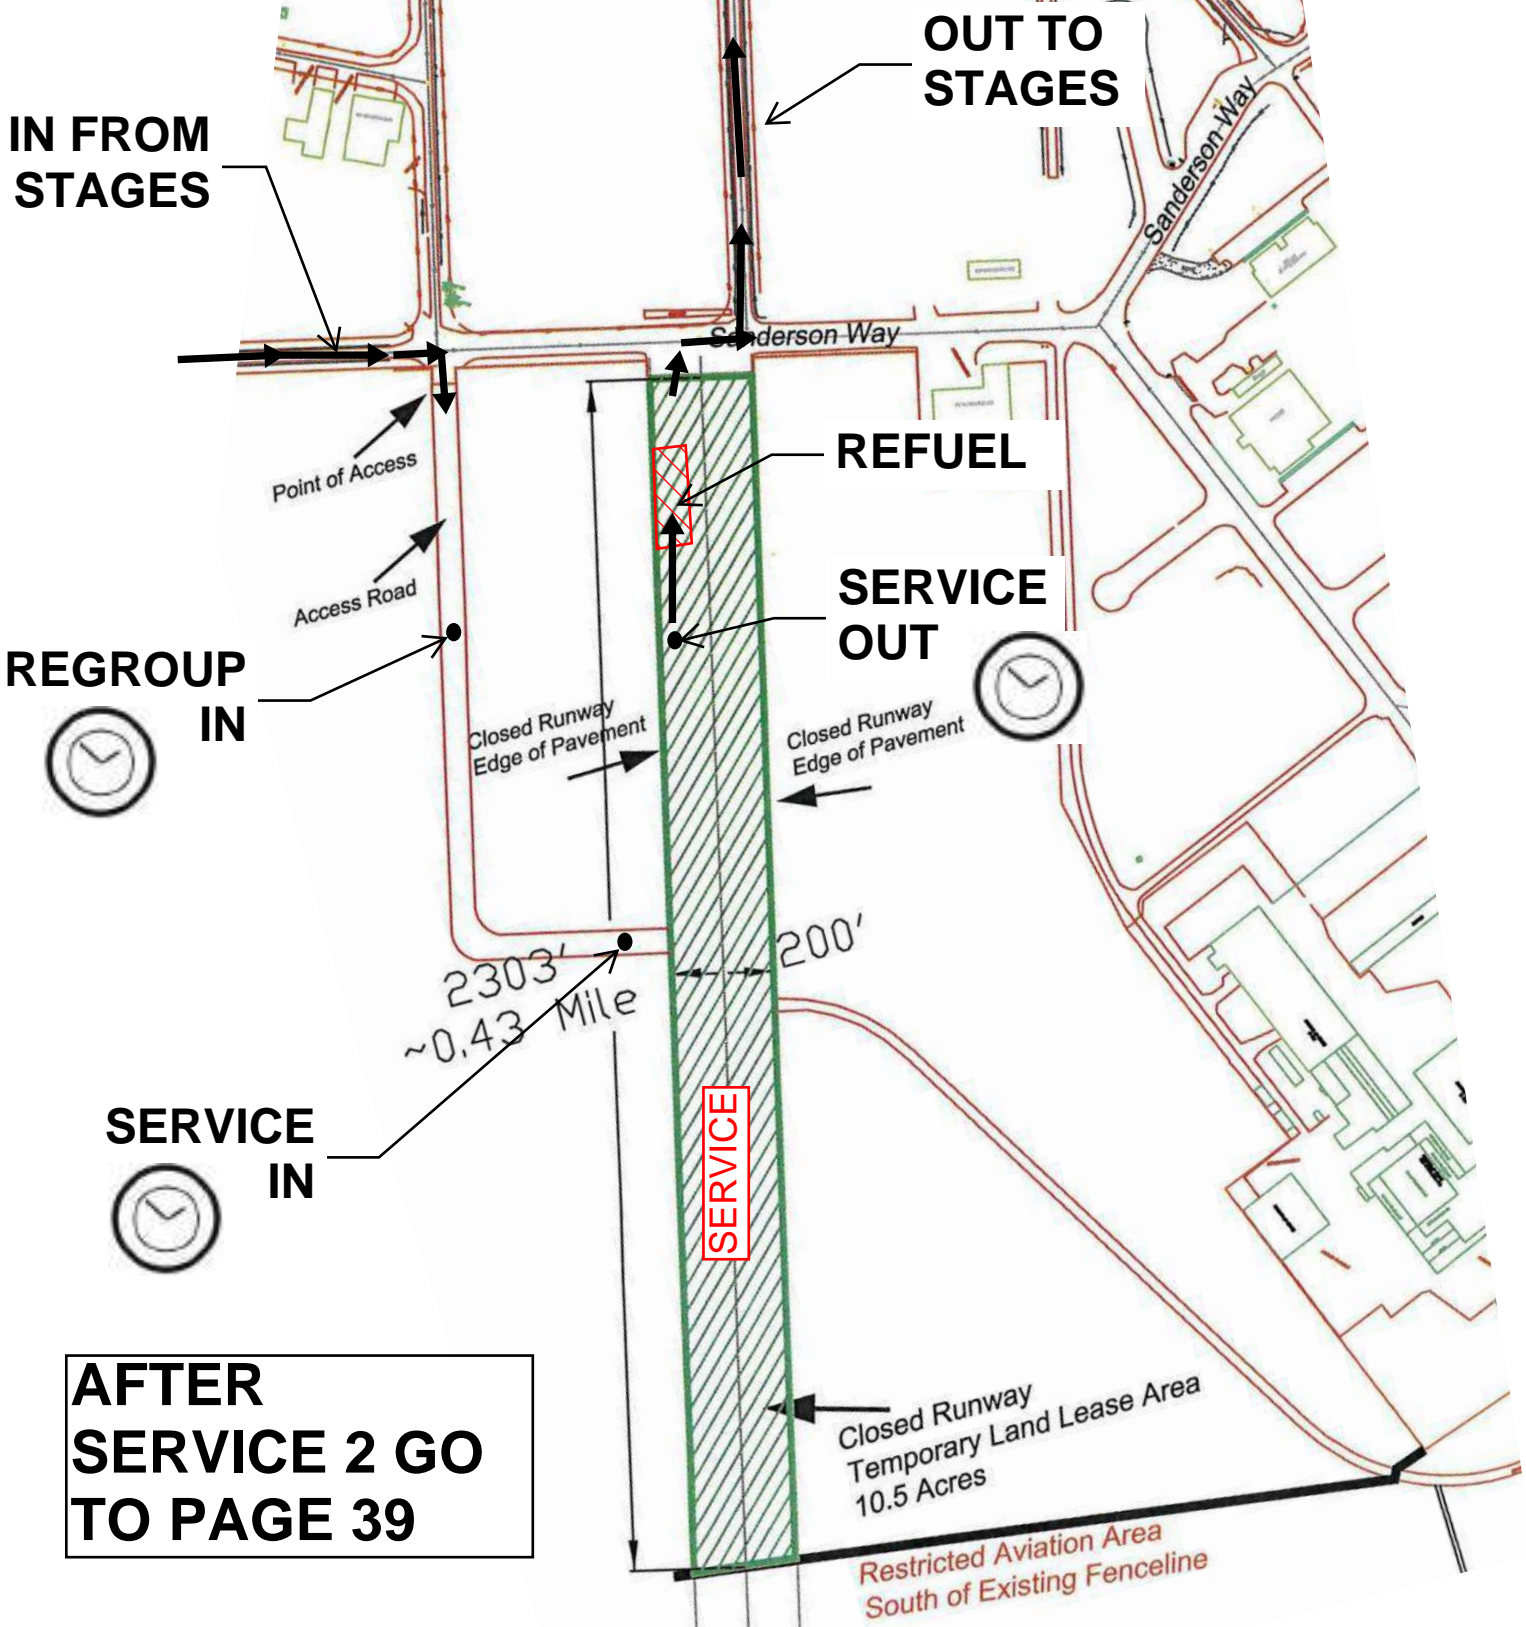 OUT TO
STAGES
IN FROM
STAGES
Sanderson Way
Sanderson Way
Point of Access
REFUEL
Access Road
SERVICE
OUT
REGROUP
IN
Closed Runway
Edge of Pavement
Closed Runway
Edge of Pavement
200'
2303'
~0.43 Mile
SERVICE
IN
SERVICE
AFTER
SERVICE 2 GO
TO PAGE 39
Closed Runway
Temporary Land Lease Area
10.5 Acres
Restricted Aviation Area
South of Existing Fenceline